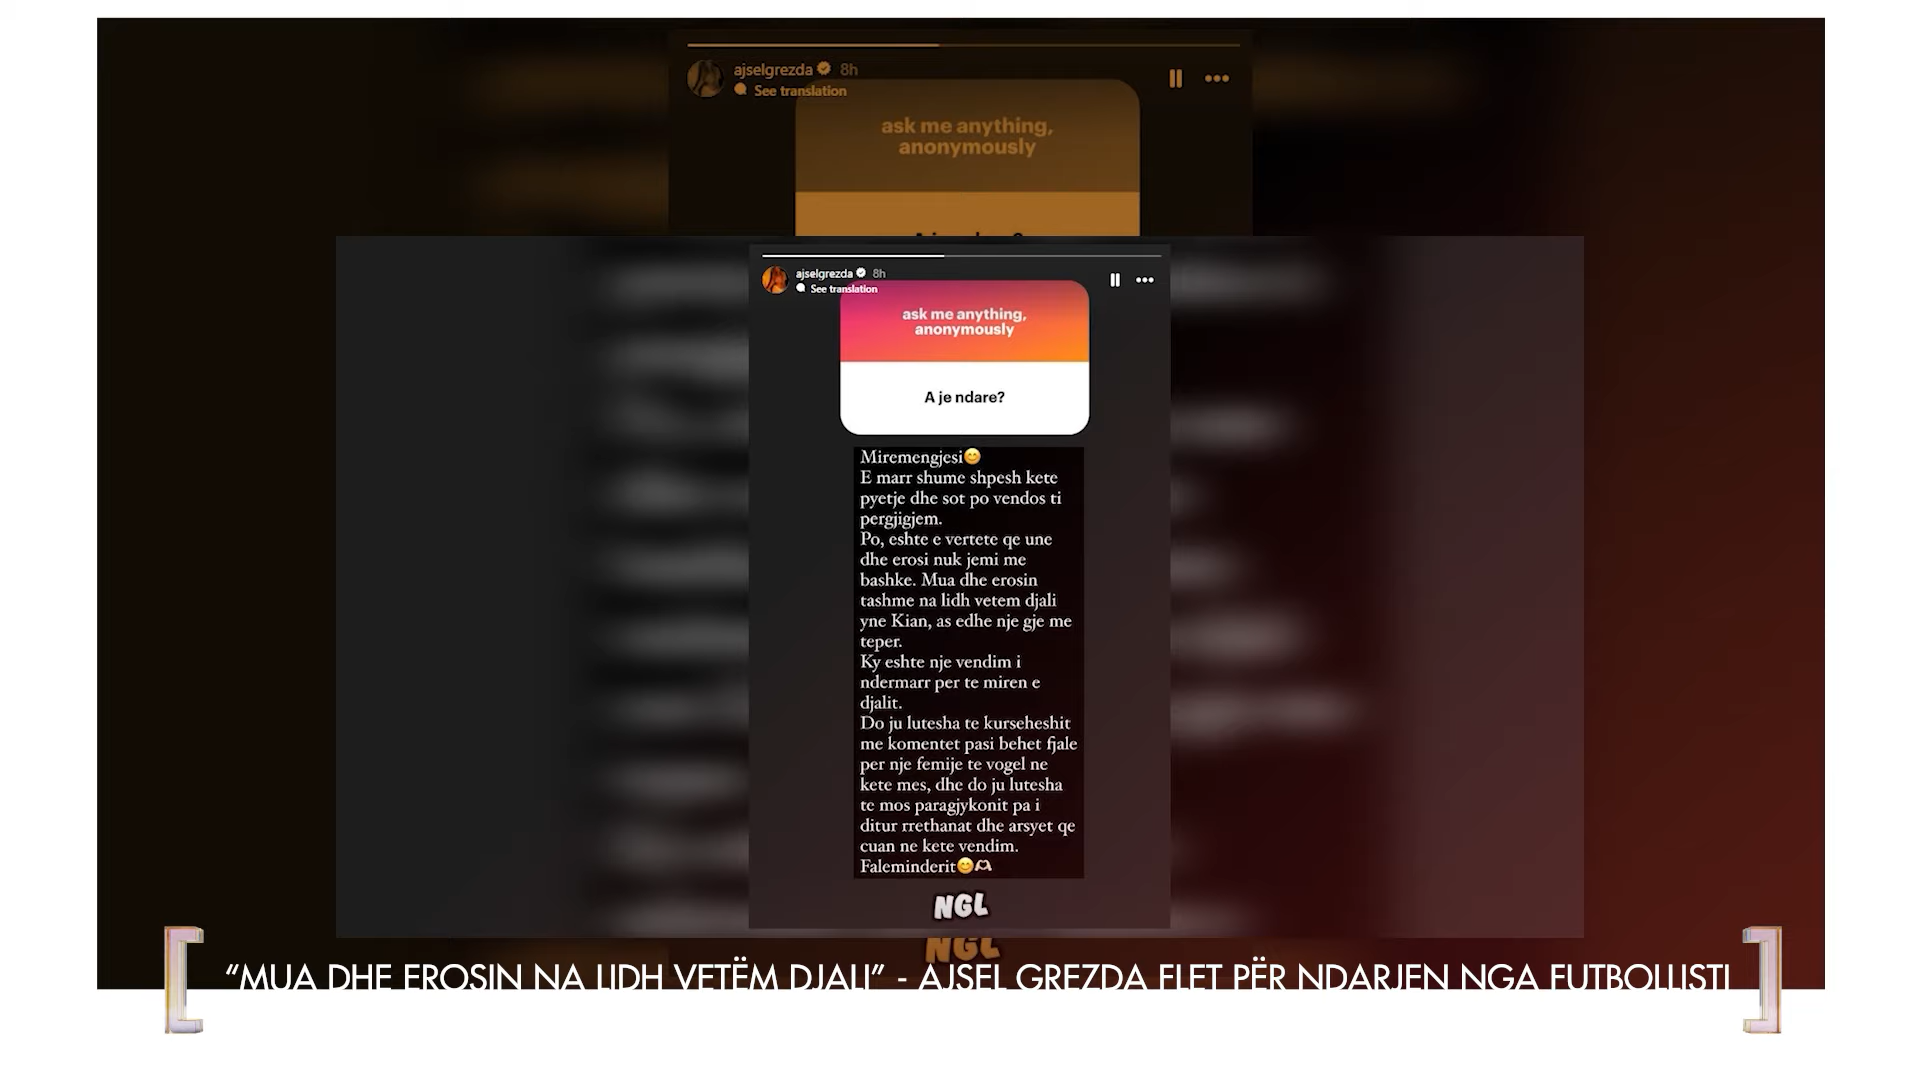 ajselgrezda 8h
See translation
ask me anything,
anonymously
ajselgrezda 8h
See translation
ask me anything,
anonymously
A je ndare?
Miremengjesi😊
E marr shume shpesh kete
pyetje dhe sot po vendos ti
pergjigjem.
Po, eshte e vertete qe une
dhe erosi nuk jemi me
bashke. Mua dhe erosin
tashme na lidh vetem djali
yne Kian, as edhe nje gje me
teper.
Ky eshte nje vendim i
ndermarr per te miren e
djalit.
Do ju lutesha te kurseheshit
me komentet pasi behet fjale
per nje femije te vogel ne
kete mes, dhe do ju lutesha
te mos paragjykonit pa i
ditur rrethanat dhe arsyet qe
cuan ne kete vendim.
Faleminderit😊🫶
NGL
NGL
“MUA DHE EROSIN NA LIDH VETËM DJALI” - AJSEL GREZDA FLET PËR NDARJEN NGA FUTBOLLISTI